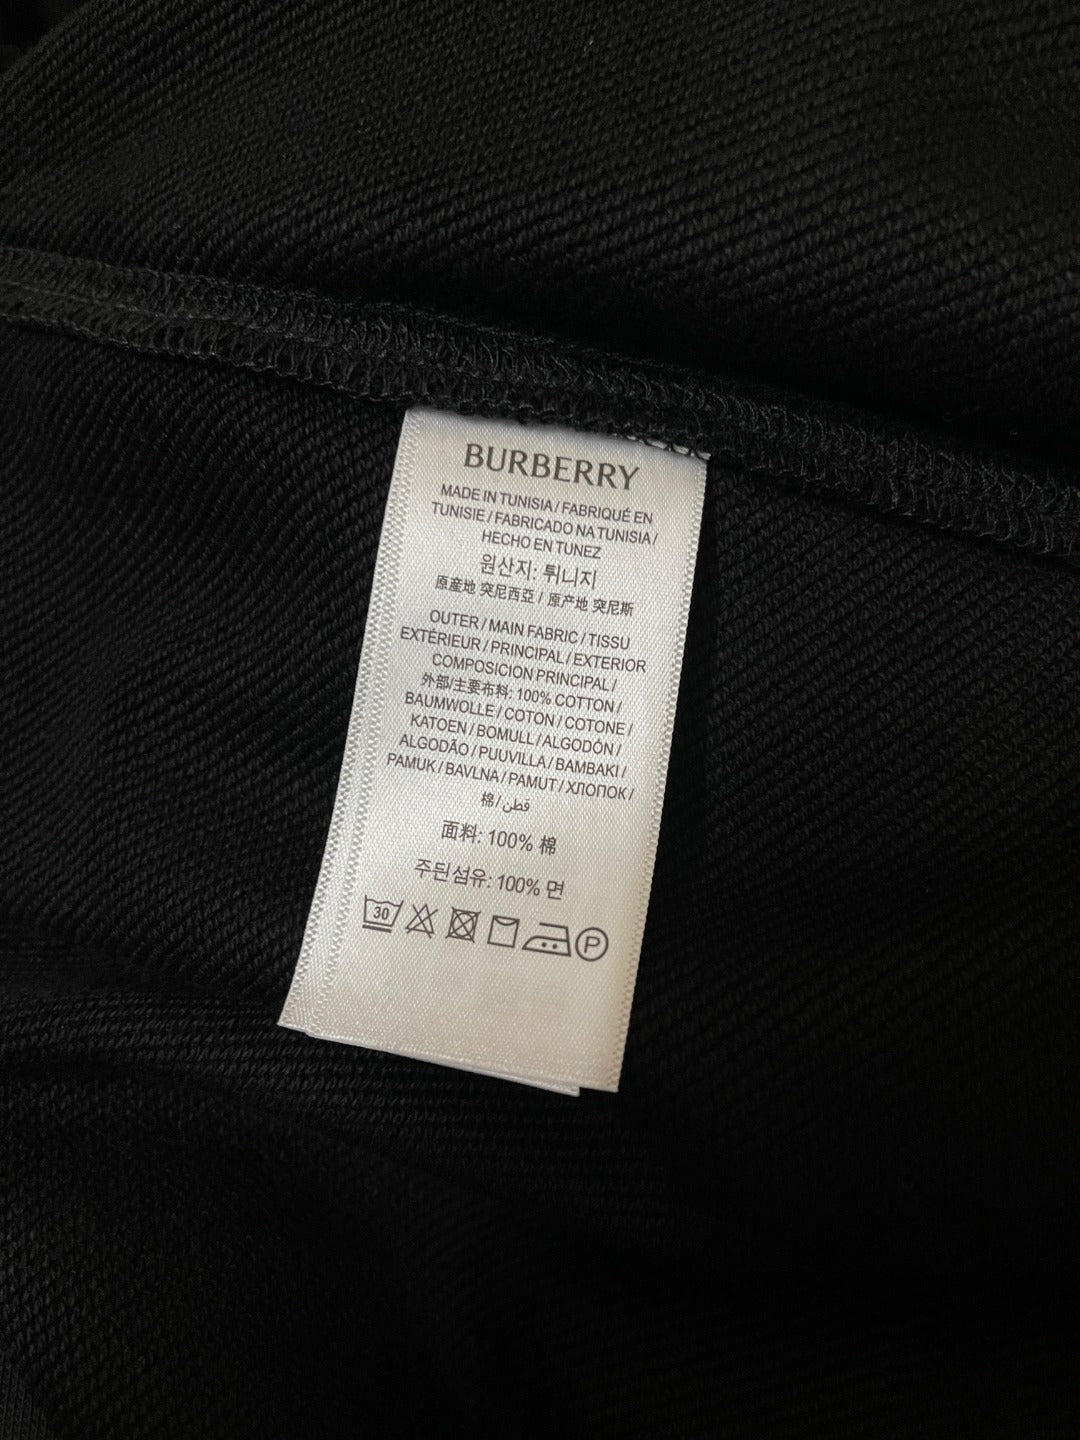 BURBERRY
MADE IN TUNISIA / FABRIQUÉ EN
TUNISIE / FABRICADO NA TUNISIA /
HECHO EN TUNEZ
원산지: 튀니지
原産地 突尼西亞 / 原产地 突尼斯
OUTER / MAIN FABRIC / TISSU
EXTÉRIEUR / PRINCIPAL / EXTERIOR
COMPOSICION PRINCIPAL /
外部/主要布料: 100% COTTON /
BAUMWOLLE / COTON / COTONE /
KATOEN / BOMULL / ALGODÓN /
ALGODÃO / PUUVILLA / BAMBAKI /
PAMUK / BAVLNA / PAMUT / ХЛОПОК /
棉 / قطن
面料: 100% 棉
주된섬유: 100% 면
30 P